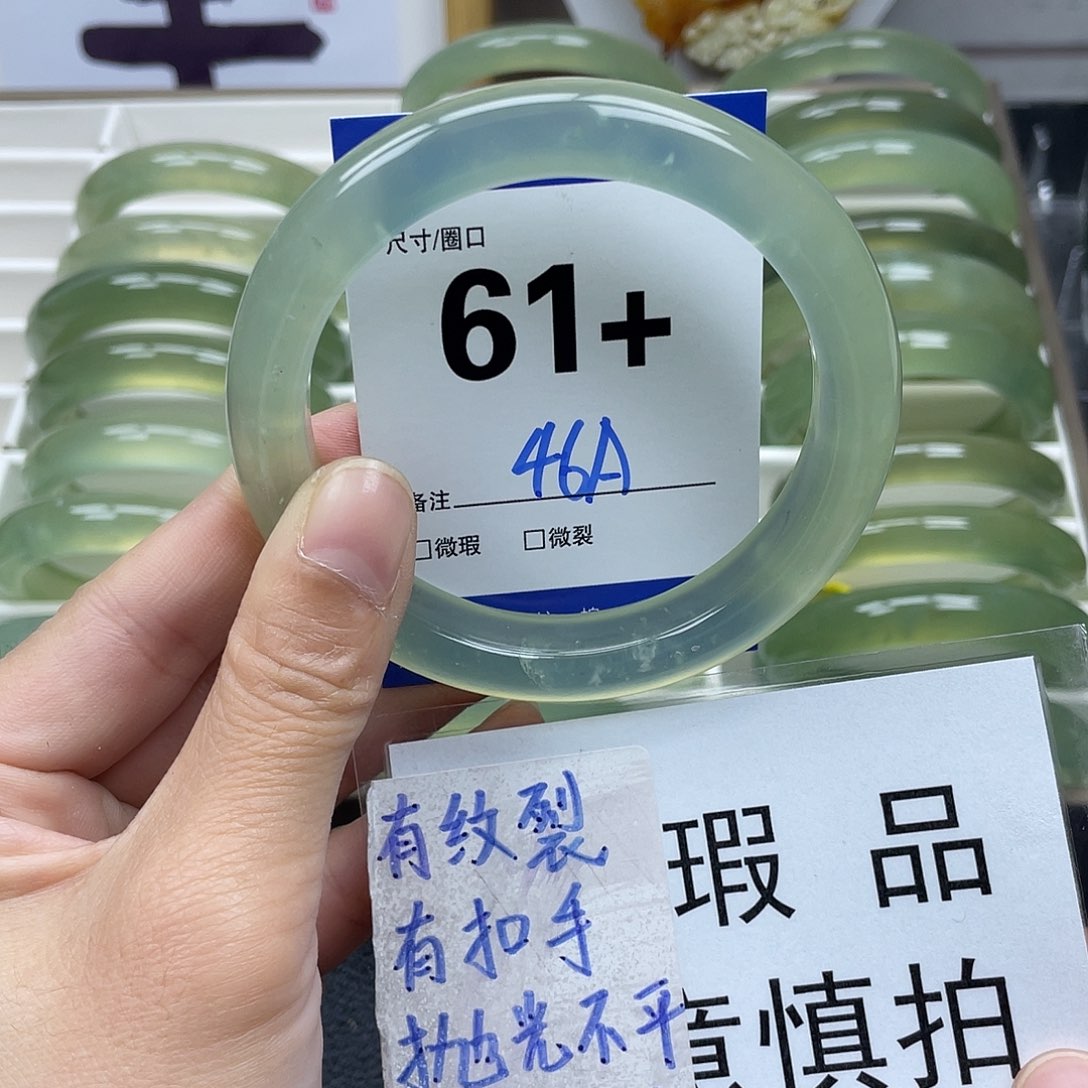 尺寸/圈口
61+
46A
备注
□微瑕 □微裂
有纹裂
有扣手
抛光不平
瑕品
意慎拍